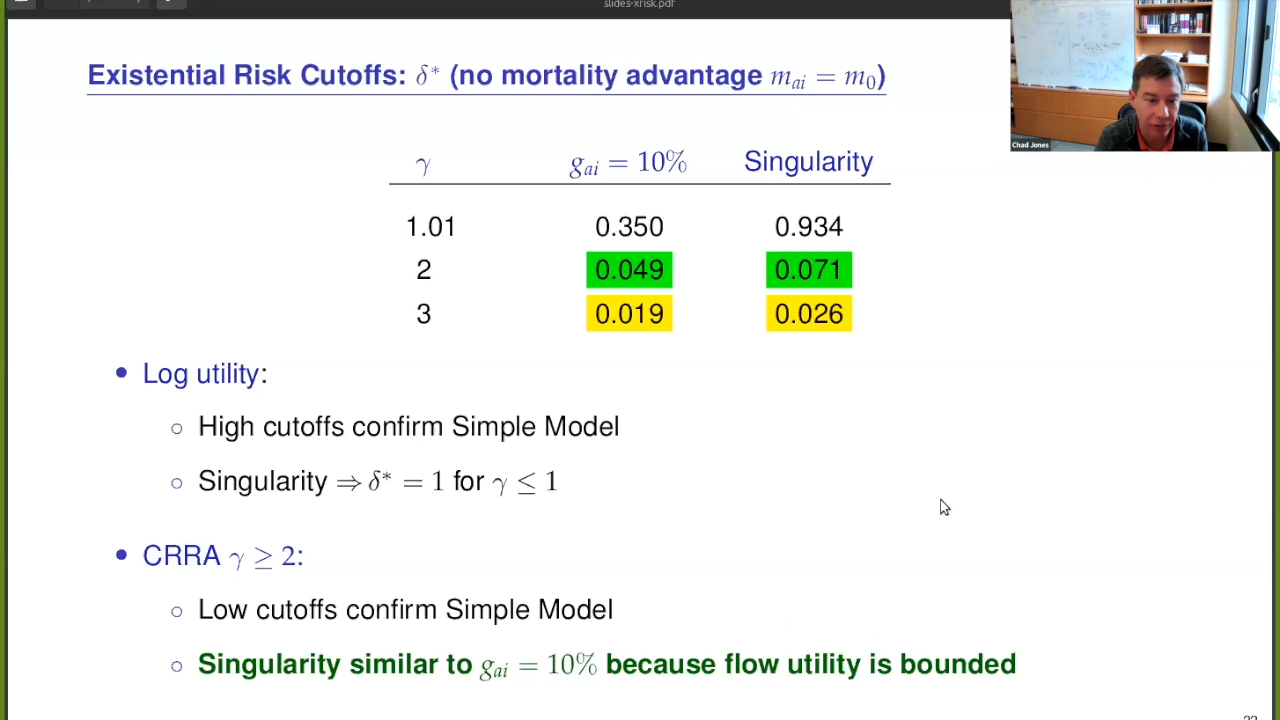 slides-xrisk.pdf
Existential Risk Cutoffs: δ* (no mortality advantage m_ai = m_0)
Chad Jones
γ g_ai = 10% Singularity
1.01 0.350 0.934
2 0.049 0.071
3 0.019 0.026
• Log utility:
○ High cutoffs confirm Simple Model
○ Singularity ⇒ δ* = 1 for γ ≤ 1
• CRRA γ ≥ 2:
○ Low cutoffs confirm Simple Model
○ Singularity similar to g_ai = 10% because flow utility is bounded